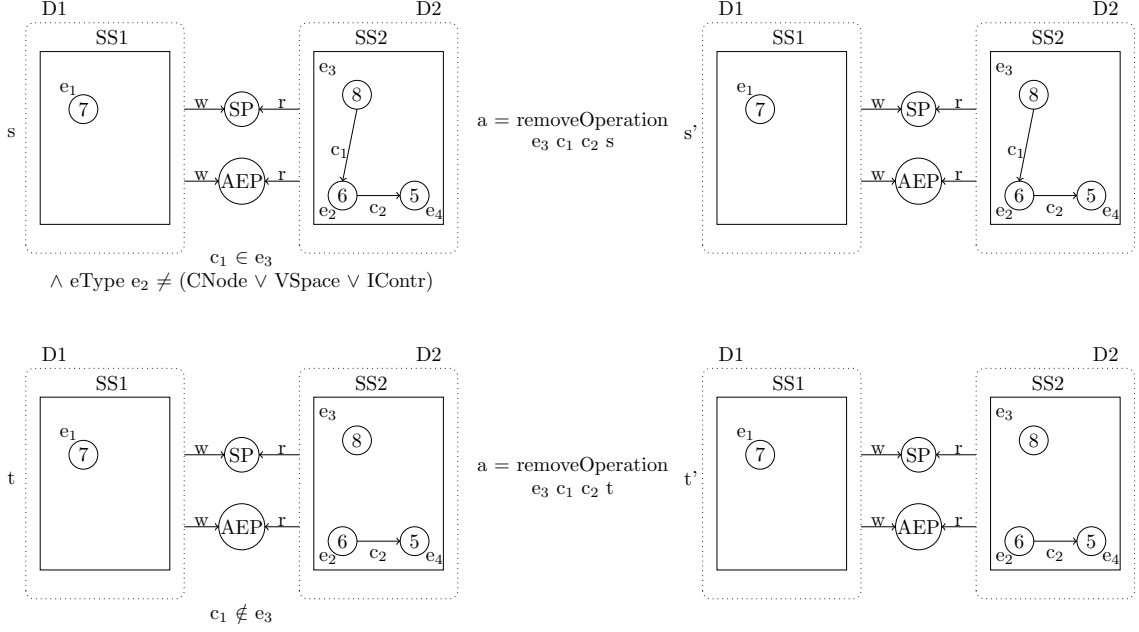 D1
D2
D1
D2
SS1
SS2
SS1
SS2
e3
e3
e1
7
8
e1
7
8
w
SP
r
w
SP
r
a = removeOperation
e3 c1 c2 s
s
s'
c1
c1
w
AEP
r
w
AEP
r
6
5
6
5
e2
c2
e4
e2
c2
e4
c1 ∈ e3
∧ eType e2 ≠ (CNode ∨ VSpace ∨ IContr)
D1
D2
D1
D2
SS1
SS2
SS1
SS2
e3
e3
e1
7
8
e1
7
8
w
SP
r
w
SP
r
a = removeOperation
e3 c1 c2 t
t
t'
w
AEP
r
w
AEP
r
6
5
6
5
e2
c2
e4
e2
c2
e4
c1 ∉ e3